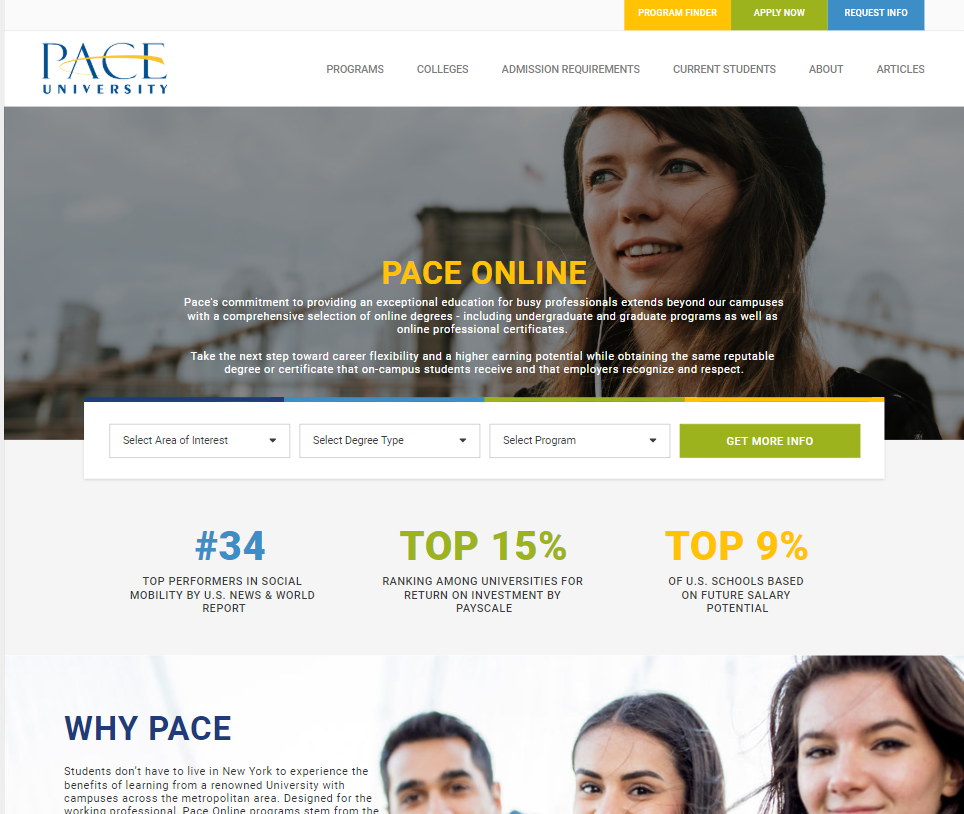 PROGRAM FINDER
APPLY NOW
REQUEST INFO
PACE
UNIVERSITY
PROGRAMS
COLLEGES
ADMISSION REQUIREMENTS
CURRENT STUDENTS
ABOUT
ARTICLES
PACE ONLINE
Pace's commitment to providing an exceptional education for busy professionals extends beyond our campuses
with a comprehensive selection of online degrees - including undergraduate and graduate programs as well as
online professional certificates.
Take the next step toward career flexibility and a higher earning potential while obtaining the same reputable
degree or certificate that on-campus students receive and that employers recognize and respect.
Select Area of Interest
Select Degree Type
Select Program
GET MORE INFO
#34
TOP PERFORMERS IN SOCIAL
MOBILITY BY U.S. NEWS & WORLD
REPORT
TOP 15%
RANKING AMONG UNIVERSITIES FOR
RETURN ON INVESTMENT BY
PAYSCALE
TOP 9%
OF U.S. SCHOOLS BASED
ON FUTURE SALARY
POTENTIAL
WHY PACE
Students don't have to live in New York to experience the
benefits of learning from a renowned University with
campuses across the metropolitan area. Designed for the
working professional, Pace Online programs stem from the